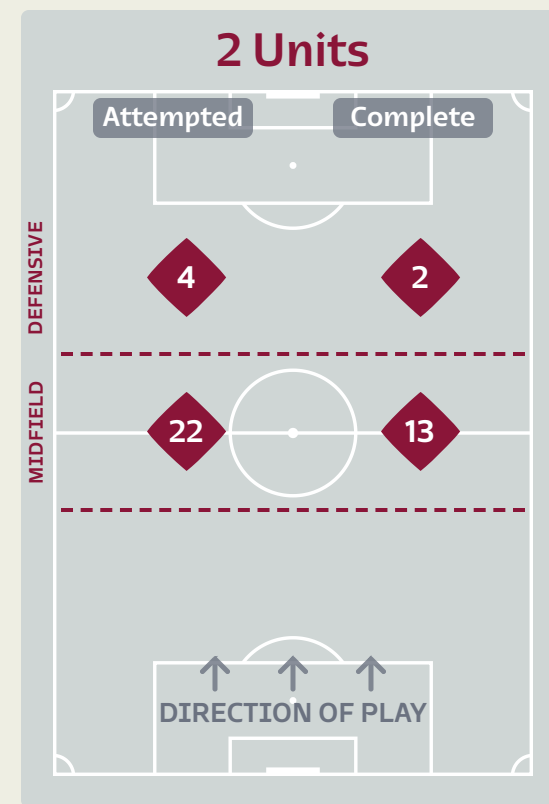 2 Units
Attempted Complete
DEFENSIVE
4 2
MIDFIELD
22 13
DIRECTION OF PLAY